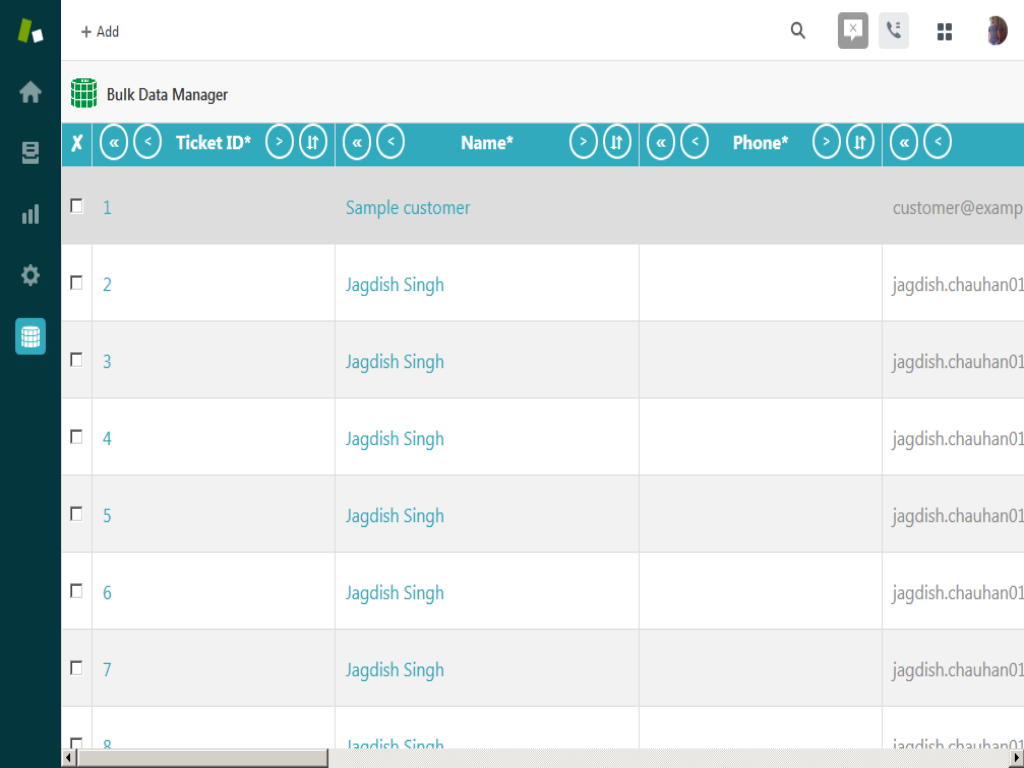 + Add
Bulk Data Manager
✗ « < Ticket ID* > « < Name* > « < Phone* > « <
1 Sample customer customer@examp
2 Jagdish Singh jagdish.chauhan01
3 Jagdish Singh jagdish.chauhan01
4 Jagdish Singh jagdish.chauhan01
5 Jagdish Singh jagdish.chauhan01
6 Jagdish Singh jagdish.chauhan01
7 Jagdish Singh jagdish.chauhan01
8 Jagdish Singh jagdish.chauhan01